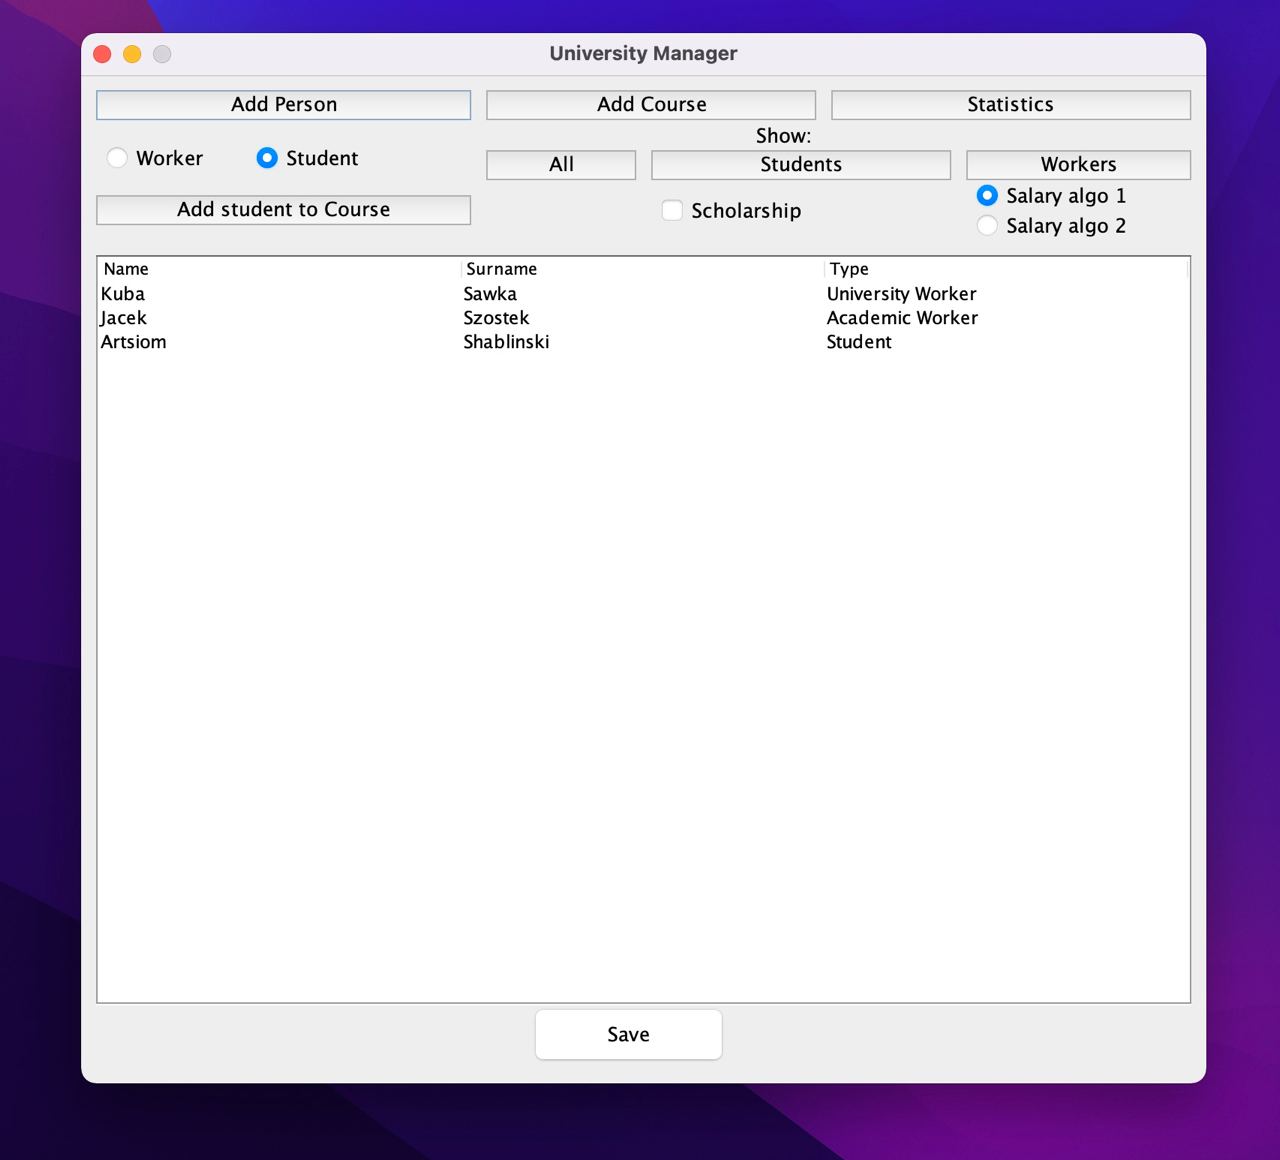 University Manager
Add Person Add Course Statistics
Show:
Worker Student All Students Workers
Salary algo 1
Add student to Course Scholarship
Salary algo 2
Name Surname Type
Kuba Sawka University Worker
Jacek Szostek Academic Worker
Artsiom Shablinski Student
Save